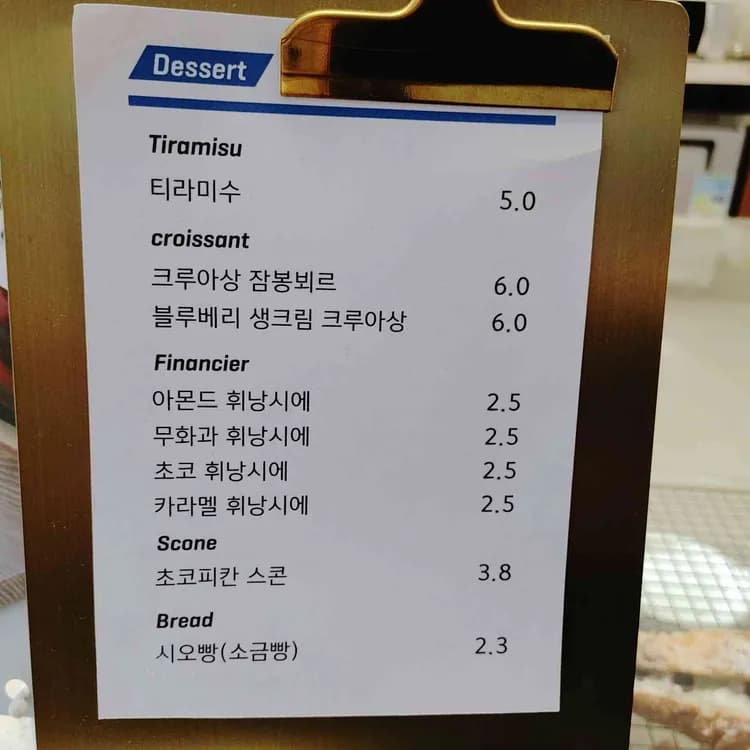 Dessert
Tiramisu
티라미수 5.0
croissant
크루아상 잠봉뵈르 6.0
블루베리 생크림 크루아상 6.0
Financier
아몬드 휘낭시에 2.5
무화과 휘낭시에 2.5
초코 휘낭시에 2.5
카라멜 휘낭시에 2.5
Scone
초코피칸 스콘 3.8
Bread
시오빵(소금빵) 2.3